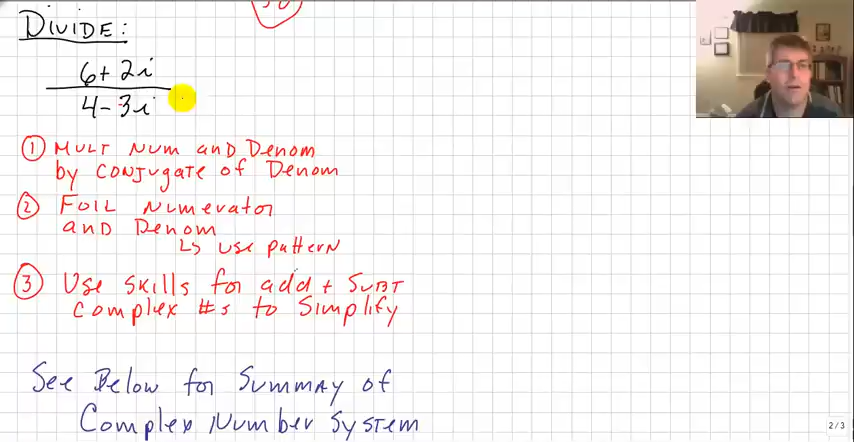 DIVIDE:
6+2i
4-3i
① MULT NUM AND DENOM
by CONJUGATE OF DENOM
② FOIL NUMERATOR
AND DENOM
↳ USE PATTERN
③ USE SKILLS for add + SUBT
COMPLEX #s to Simplify
See Below for SUMMARY of
COMPLEX NUMBER SYSTEM
2/3